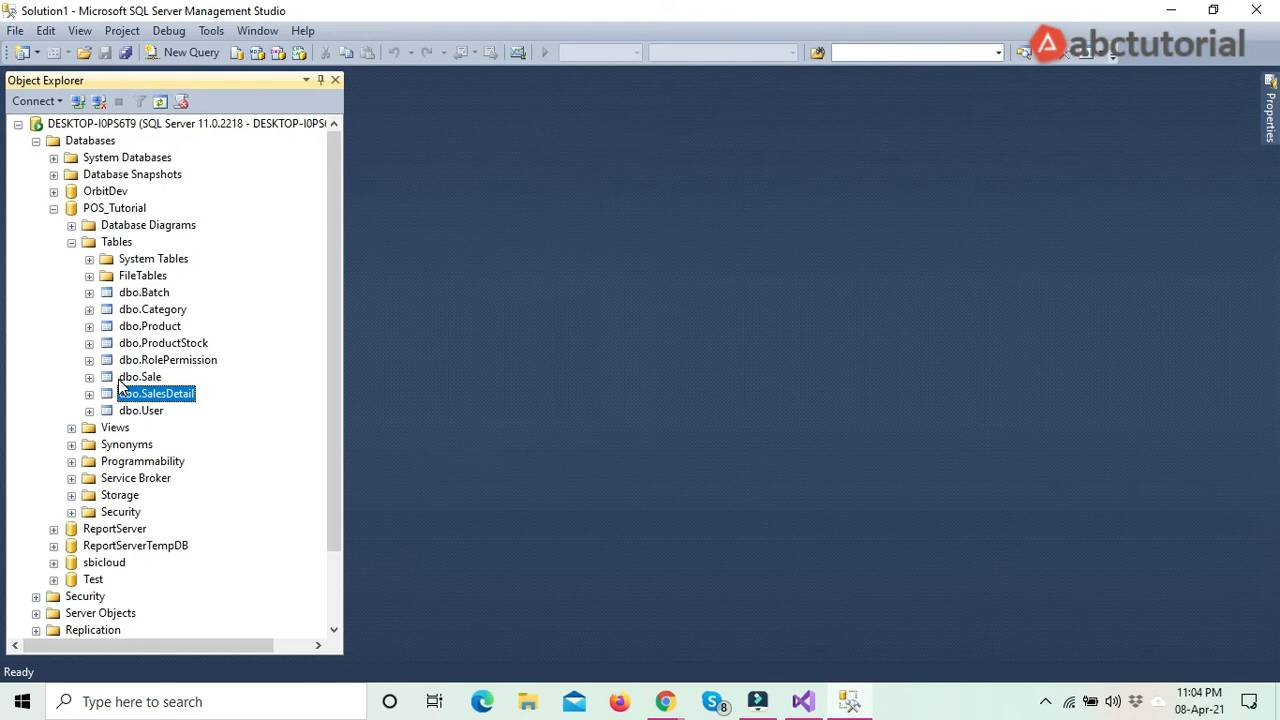 Solution1 - Microsoft SQL Server Management Studio
File Edit View Project Debug Tools Window Help
New Query
abctutorial
Object Explorer
Connect
DESKTOP-I0PS6T9 (SQL Server 11.0.2218 - DESKTOP-I0PS6
Databases
System Databases
Database Snapshots
OrbitDev
POS_Tutorial
Database Diagrams
Tables
System Tables
FileTables
dbo.Batch
dbo.Category
dbo.Product
dbo.ProductStock
dbo.RolePermission
dbo.Sale
dbo.SalesDetail
dbo.User
Views
Synonyms
Programmability
Service Broker
Storage
Security
ReportServer
ReportServerTempDB
sbicloud
Test
Security
Server Objects
Replication
Properties
Ready
Type here to search
8
11:04 PM
08-Apr-21